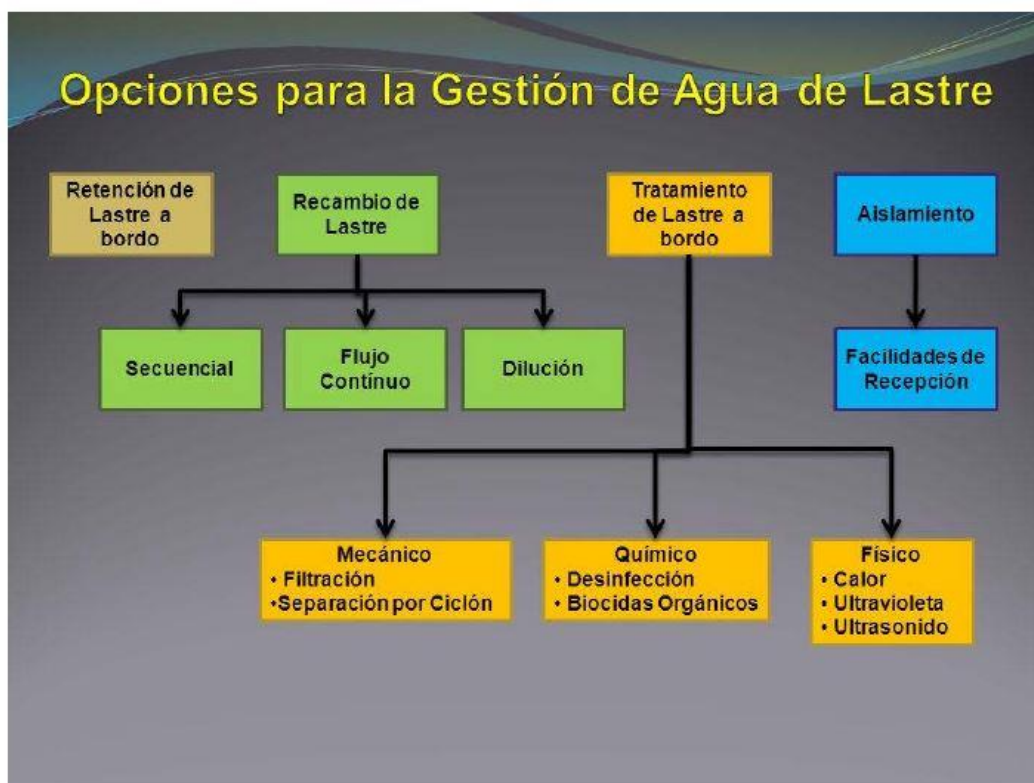 Opciones para la Gestión de Agua de Lastre
Retención de
Lastre a
bordo
Recambio de
Lastre
Tratamiento
de Lastre a
bordo
Aislamiento
Secuencial
Flujo
Contínuo
Dilución
Facilidades de
Recepción
Mecánico
• Filtración
•Separación por Ciclón
Químico
• Desinfección
• Biocidas Orgánicos
Físico
• Calor
• Ultravioleta
• Ultrasonido